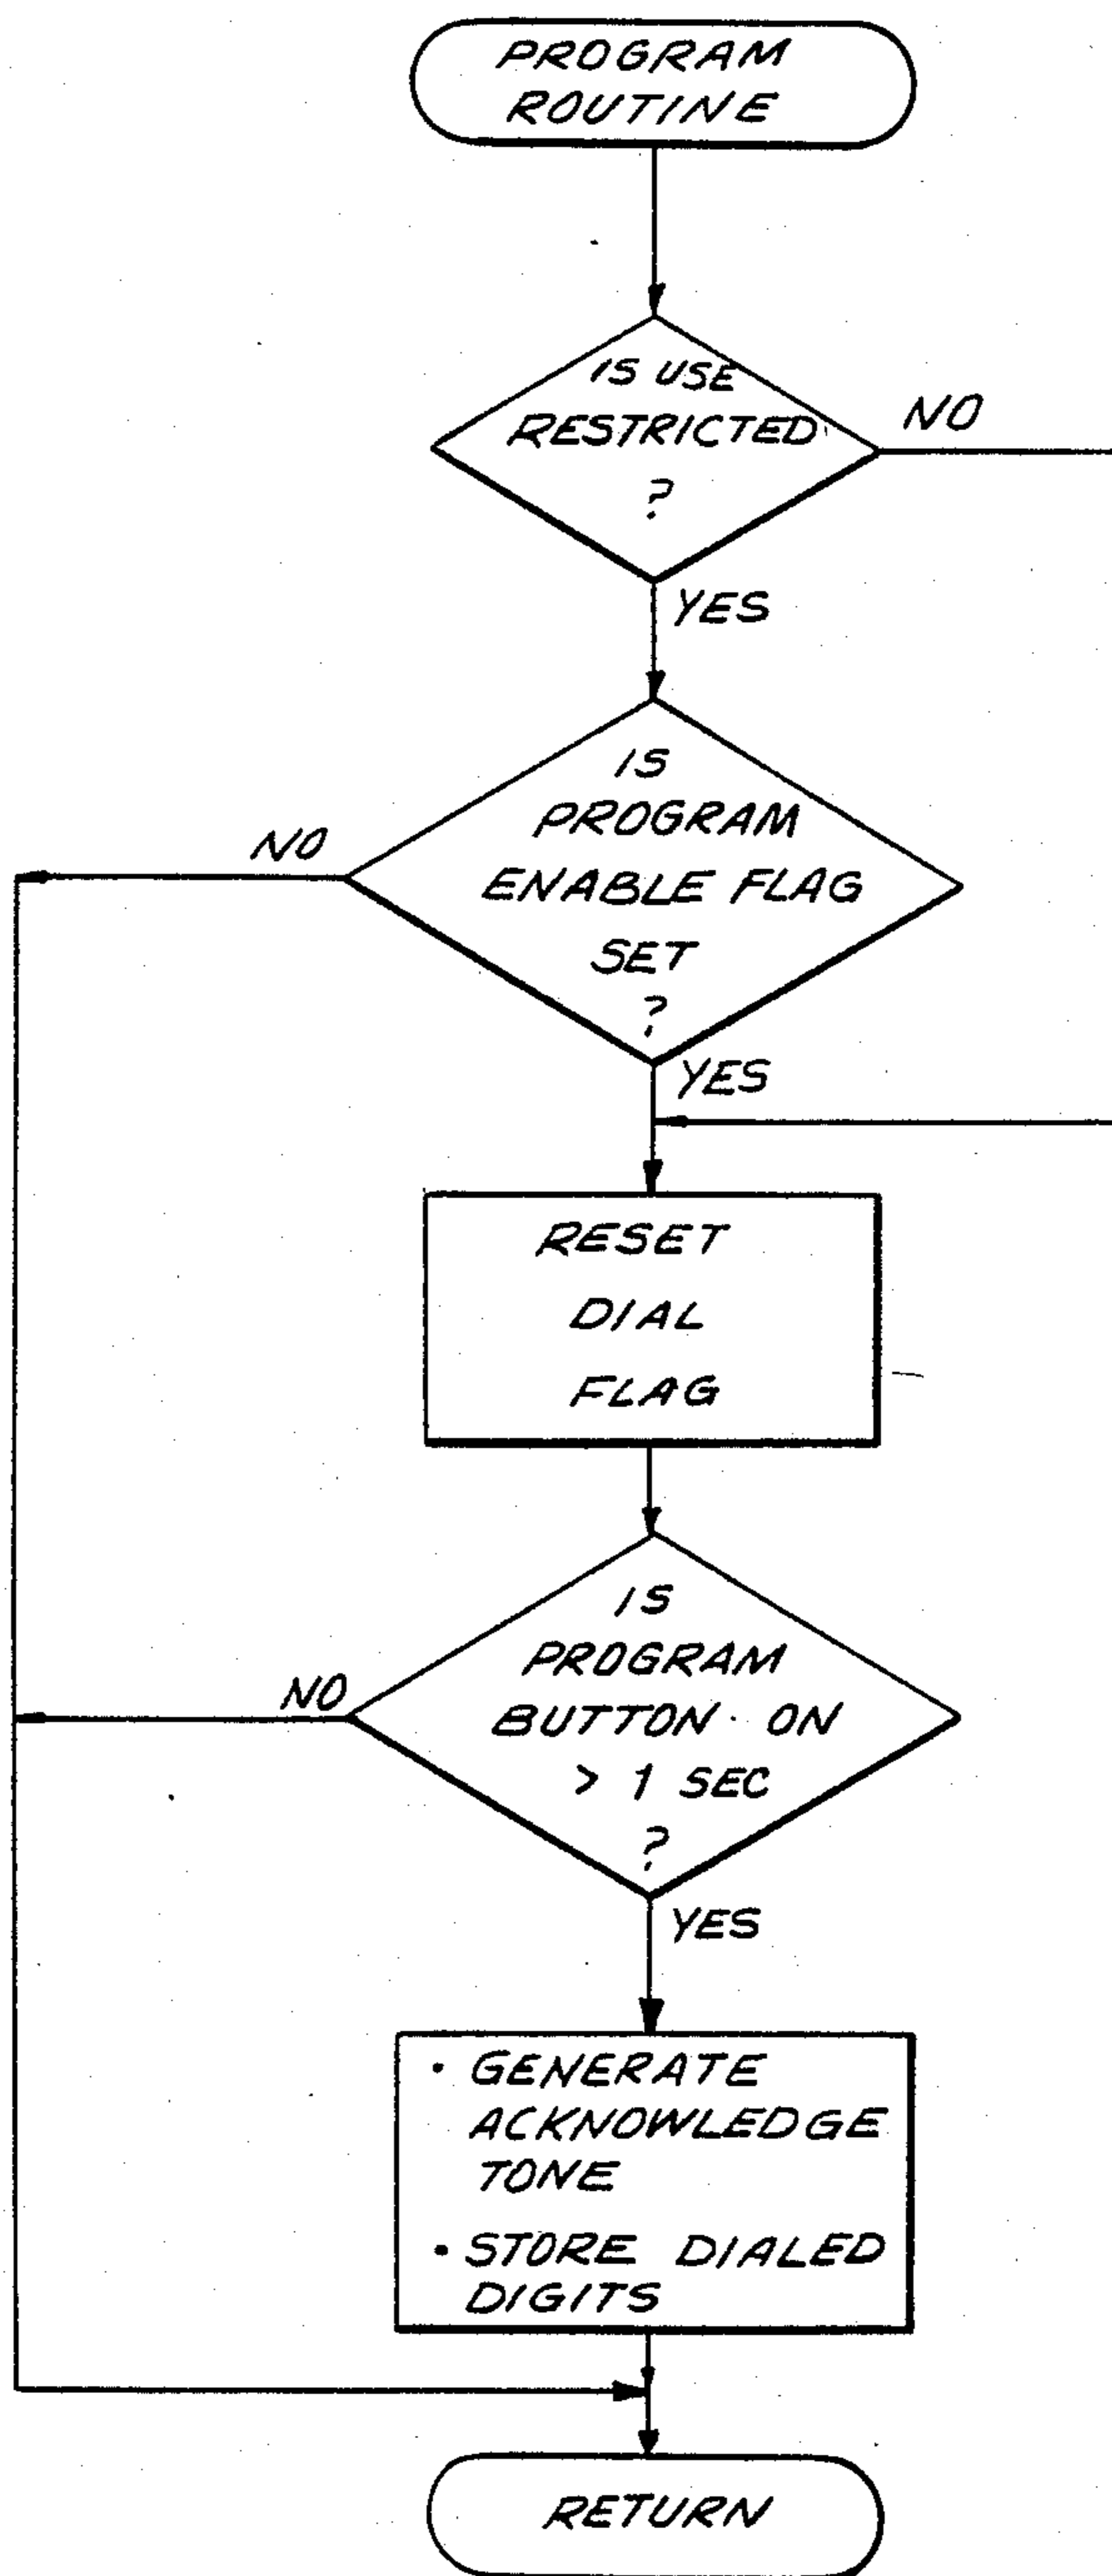 PROGRAM
ROUTINE
IS USE
RESTRICTED
?
NO
YES
IS
PROGRAM
ENABLE FLAG
SET
?
NO
YES
RESET
DIAL
FLAG
IS
PROGRAM
BUTTON ON
> 1 SEC
?
NO
YES
• GENERATE
ACKNOWLEDGE
TONE
• STORE DIALED
DIGITS
RETURN